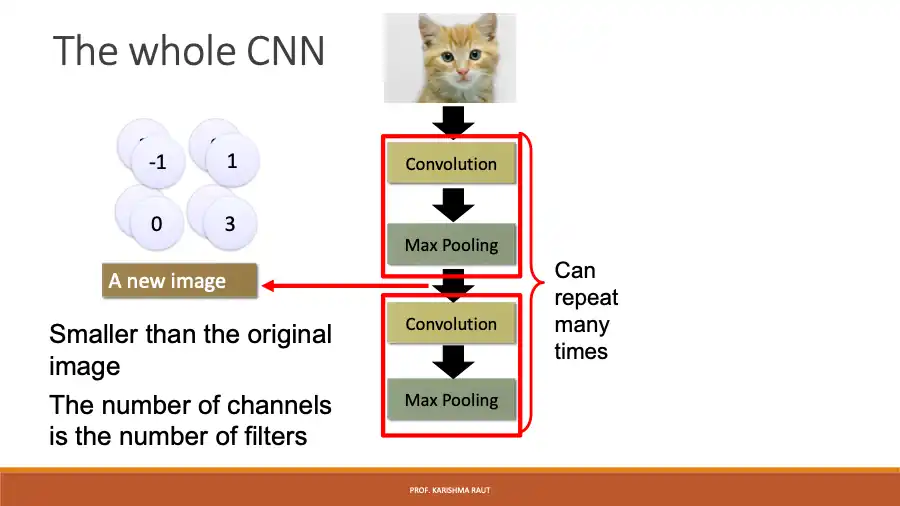 The whole CNN
-1
1
0
3
A new image
Smaller than the original
image
The number of channels
is the number of filters
Convolution
Max Pooling
Convolution
Max Pooling
Can
repeat
many
times
PROF. KARISHMA RAUT